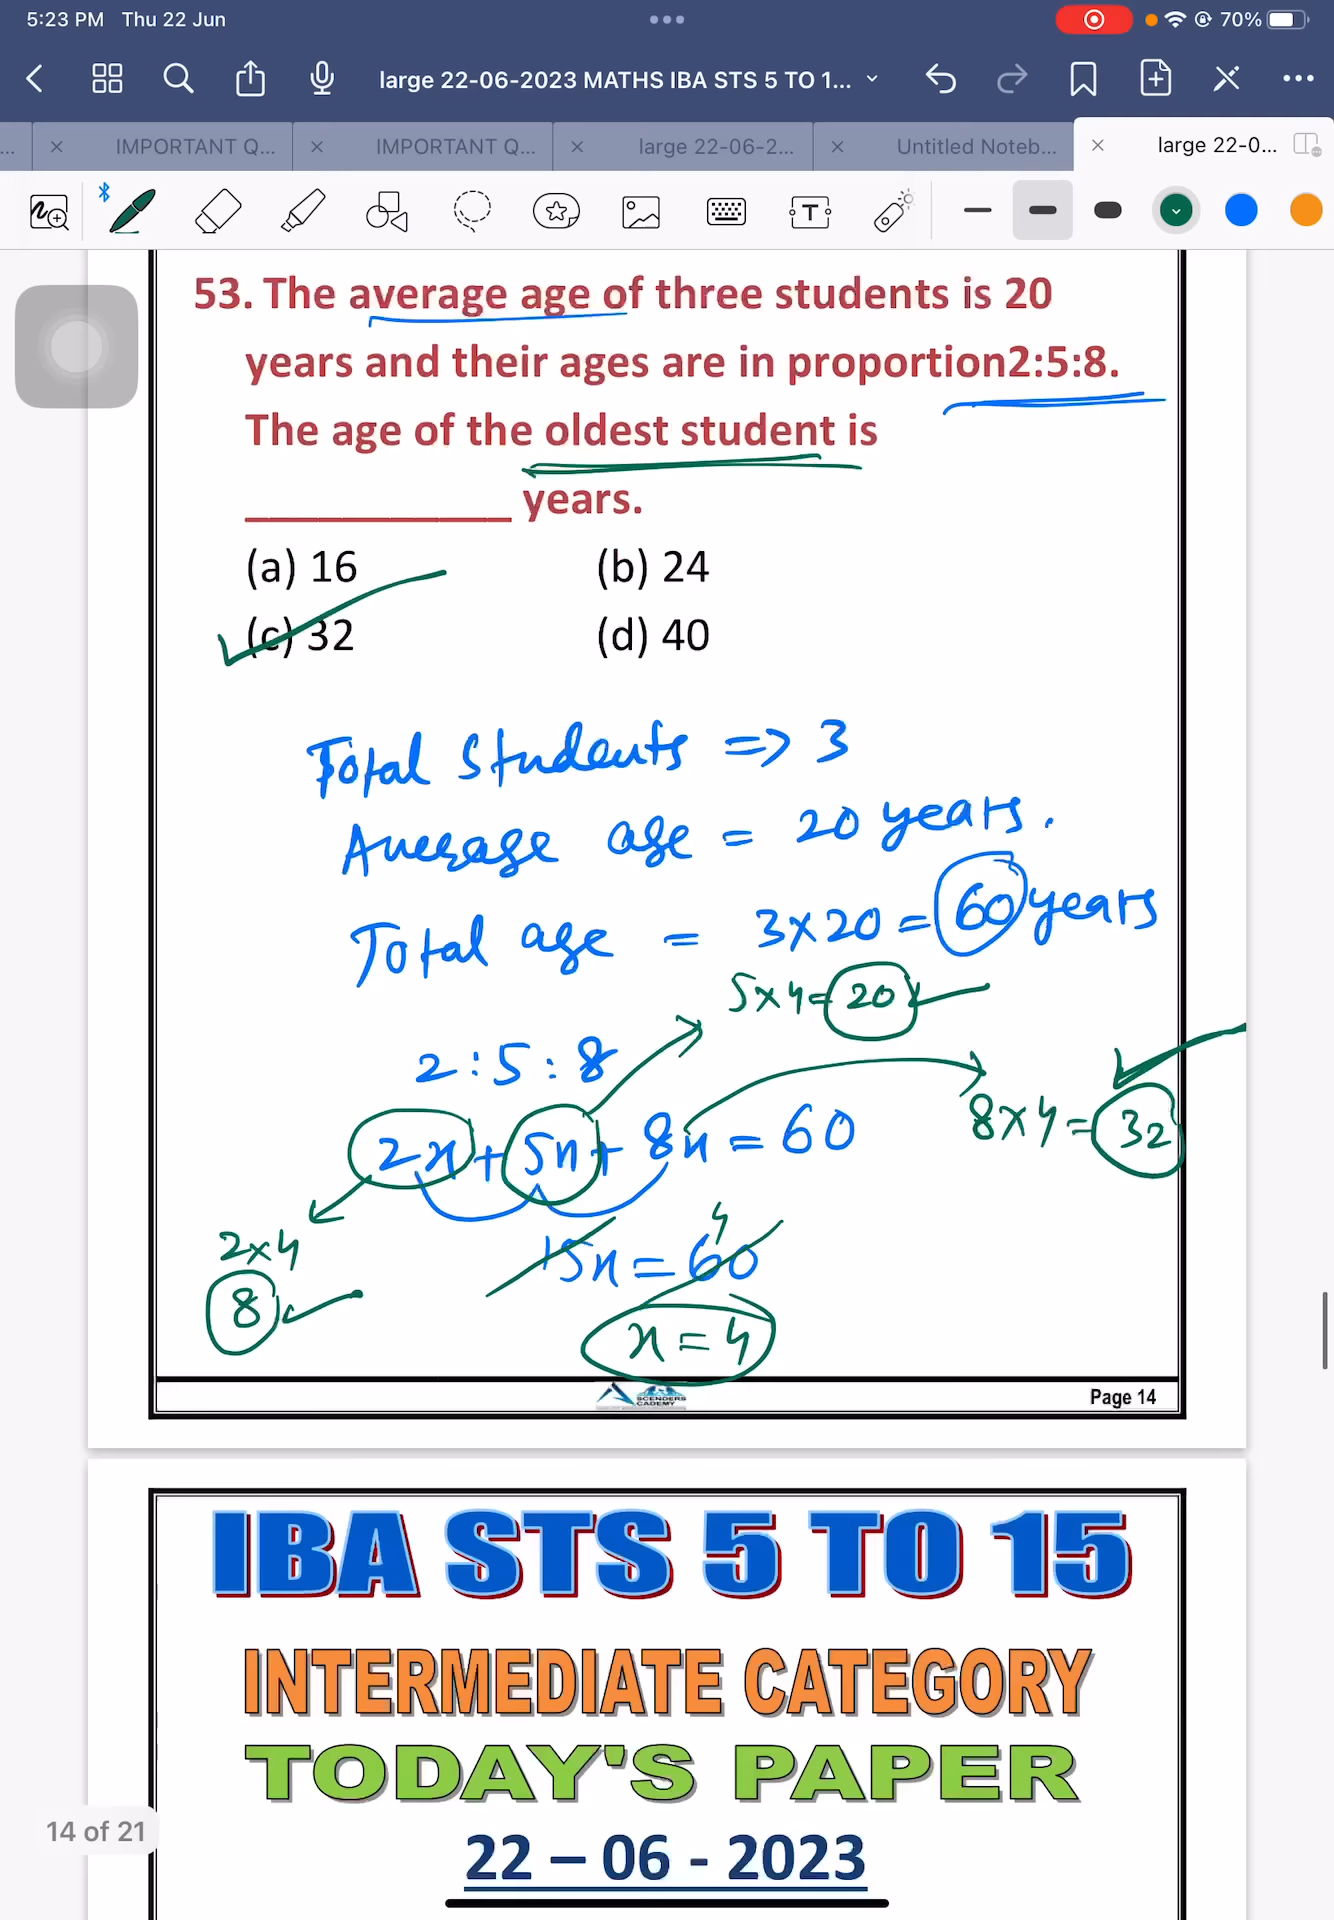 5:23 PM Thu 22 Jun
70%
large 22-06-2023 MATHS IBA STS 5 TO 1...
IMPORTANT Q...
IMPORTANT Q...
large 22-06-2...
Untitled Noteb...
large 22-0...
53. The average age of three students is 20
years and their ages are in proportion2:5:8.
The age of the oldest student is
___________ years.
(a) 16 (b) 24
(c) 32 (d) 40
Total Students => 3
Average age = 20 years.
Total age = 3x20 = 60 years
5x4=20
2:5:8
8x4=32
2x+5x+8x=60
2x4
8
4
15x=60
x=4
Page 14
IBA STS 5 TO 15
INTERMEDIATE CATEGORY
TODAY'S PAPER
14 of 21
22 – 06 - 2023